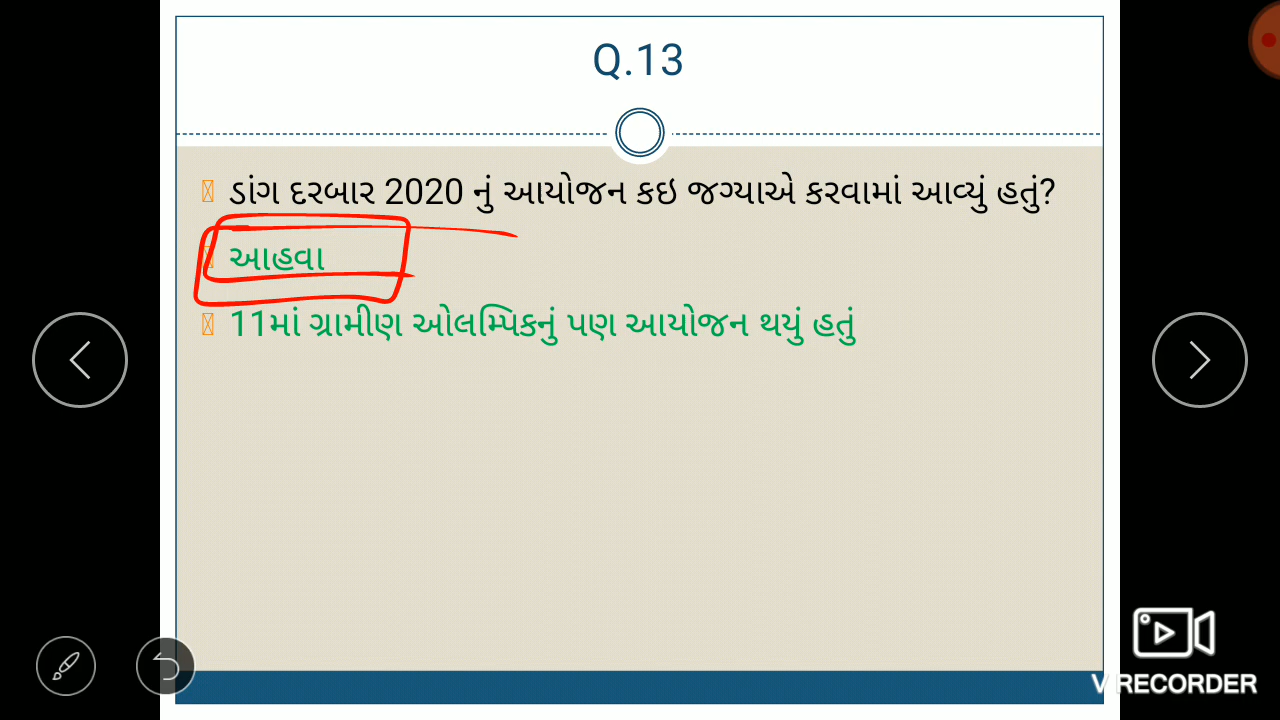 Q.13
ડાંગ દરબાર 2020 નું આયોજન કઇ જગ્યાએ કરવામાં આવ્યું હતું?
આહવા
11માં ગ્રામીણ ઓલમ્પિકનું પણ આયોજન થયું હતું
V RECORDER